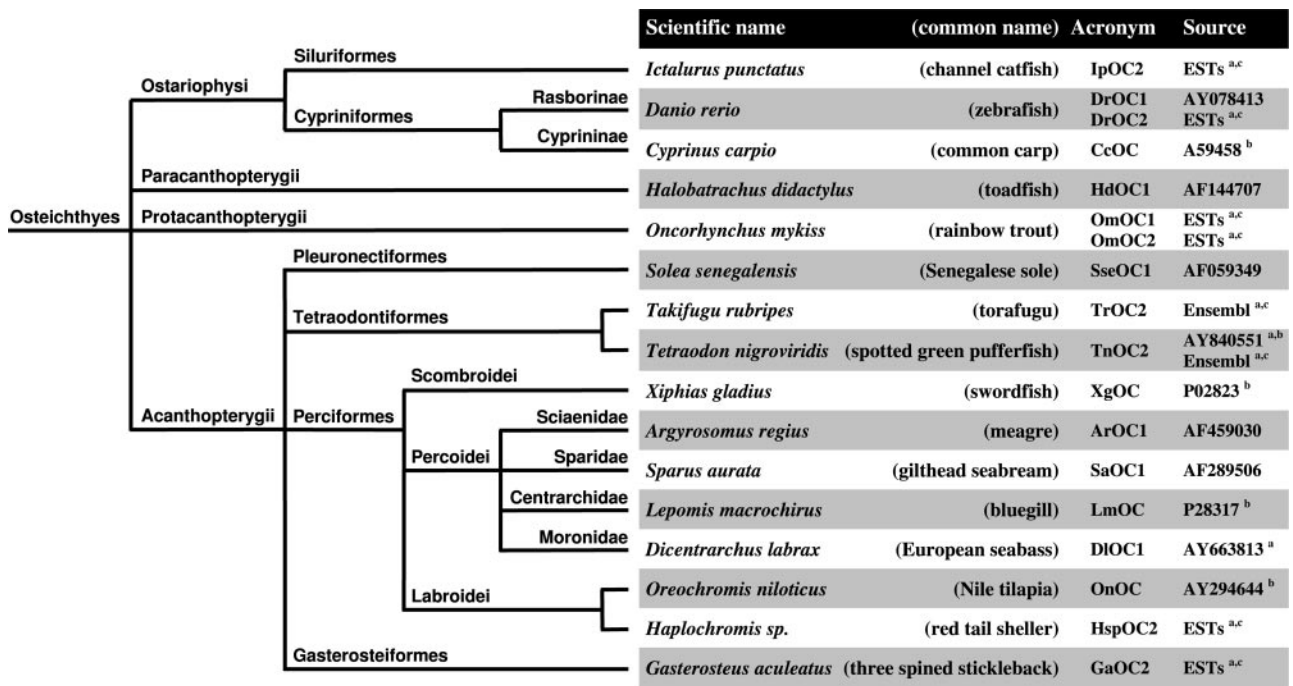 Scientific name (common name) Acronym Source
Siluriformes
Ictalurus punctatus (channel catfish) IpOC2 ESTs a,c
Ostariophysi
Rasborinae
Danio rerio (zebrafish) DrOC1 AY078413
DrOC2 ESTs a,c
Cypriniformes
Cyprininae
Cyprinus carpio (common carp) CcOC A59458 b
Paracanthopterygii
Halobatrachus didactylus (toadfish) HdOC1 AF144707
Osteichthyes
Protacanthopterygii
Oncorhynchus mykiss (rainbow trout) OmOC1 ESTs a,c
OmOC2 ESTs a,c
Pleuronectiformes
Solea senegalensis (Senegalese sole) SseOC1 AF059349
Tetraodontiformes
Takifugu rubripes (torafugu) TrOC2 Ensembl a,c
Tetraodon nigroviridis (spotted green pufferfish) TnOC2 AY840551 a,b
Ensembl a,c
Scombroidei
Xiphias gladius (swordfish) XgOC P02823 b
Acanthopterygii
Perciformes
Sciaenidae
Argyrosomus regius (meagre) ArOC1 AF459030
Percoidei
Sparidae
Sparus aurata (gilthead seabream) SaOC1 AF289506
Centrarchidae
Lepomis macrochirus (bluegill) LmOC P28317 b
Moronidae
Dicentrarchus labrax (European seabass) DlOC1 AY663813 a
Labroidei
Oreochromis niloticus (Nile tilapia) OnOC AY294644 b
Haplochromis sp. (red tail sheller) HspOC2 ESTs a,c
Gasterosteiformes
Gasterosteus aculeatus (three spined stickleback) GaOC2 ESTs a,c